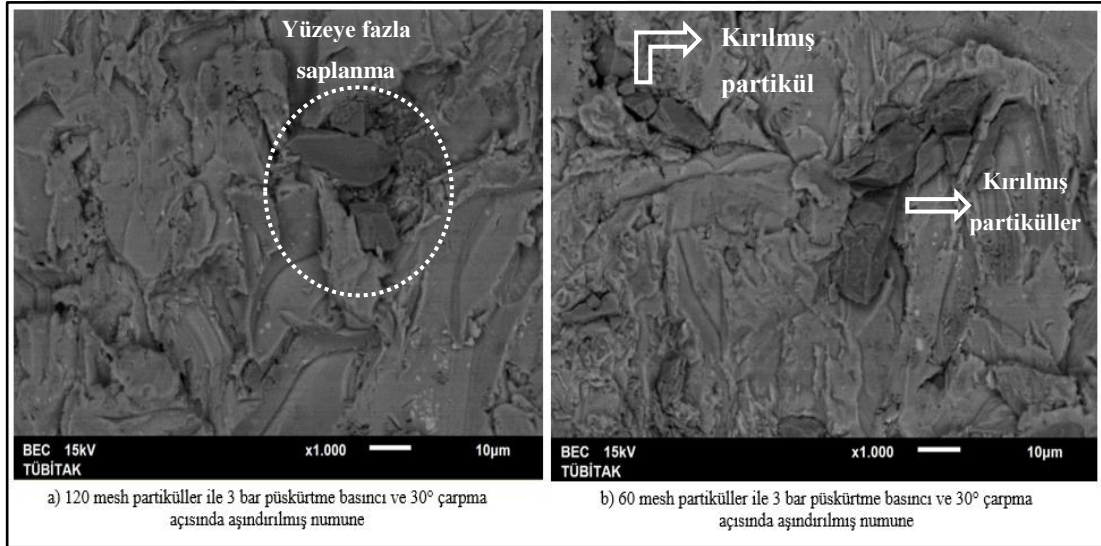 Yüzeye fazla
saplanma
BEC 15kV x1.000 10µm
TÜBİTAK
a) 120 mesh partiküller ile 3 bar püskürtme basıncı ve 30° çarpma
açısında aşındırılmış numune
Kırılmış
partikül
Kırılmış
partiküller
BEC 15kV x1.000 10µm
TÜBİTAK
b) 60 mesh partiküller ile 3 bar püskürtme basıncı ve 30° çarpma
açısında aşındırılmış numune